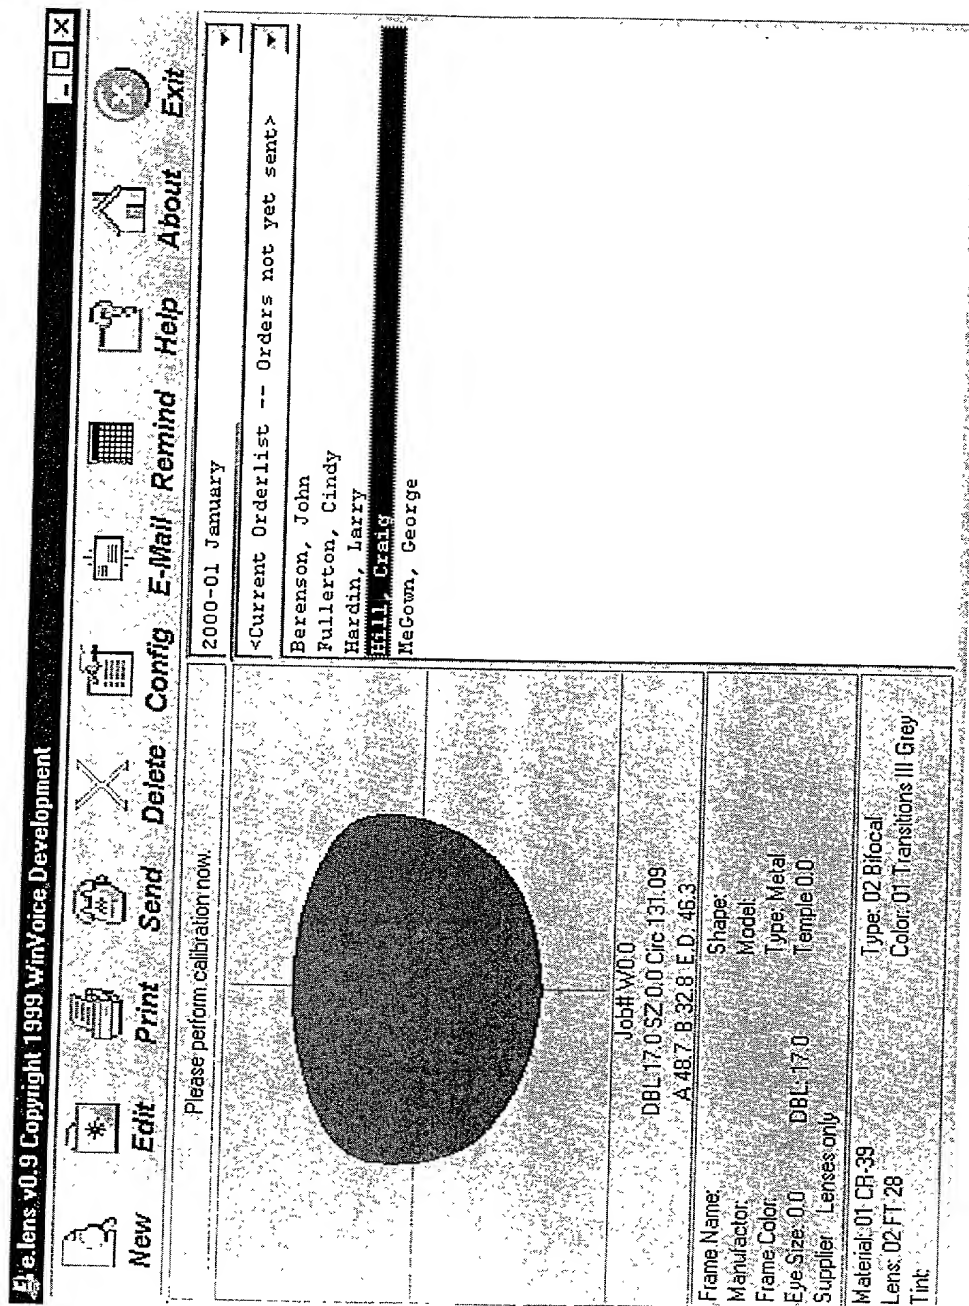 e.lens v0.9 Copyright 1999 WinVoice Development
New Edit Print Send Delete Config E-Mail Remind Help About Exit
Please perform calibration now.
Job# W0.0
DBL:17.0 SZ:0.0 Circ 131.09
A:48.7 B:32.8 E.D.:46.3
Frame Name: Shape:
Manufactor: Model:
Frame Color: Type: Metal
Eye Size: 0.0 DBL: 17.0 Temple 0.0
Supplier: Lenses only
Material: 01 CR-39 Type: 02 Bifocal
Lens: 02 FT-28 Color: 01 Transitions III Grey
Tint:
2000-01 January
<Current Orderlist -- Orders not yet sent>
Berenson, John
Fullerton, Cindy
Hardin, Larry
Hill, Craig
McGown, George